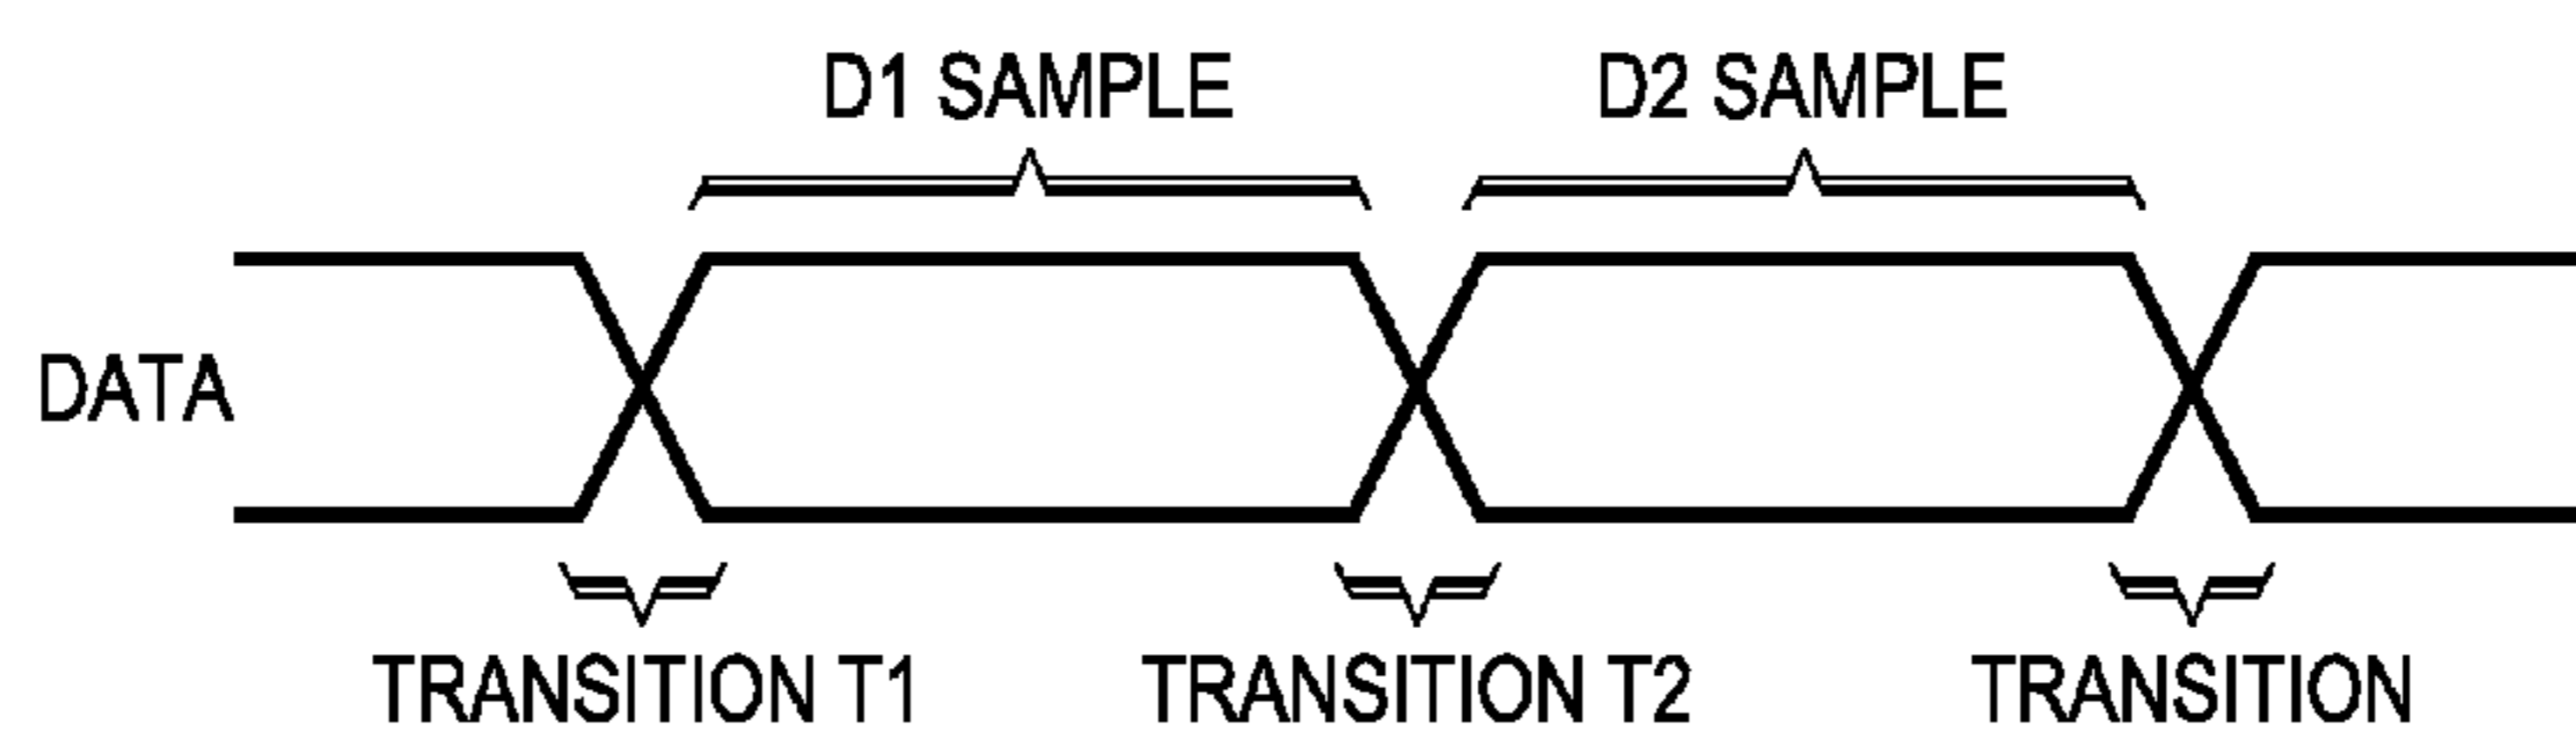 D1 SAMPLE D2 SAMPLE
DATA
TRANSITION T1 TRANSITION T2 TRANSITION